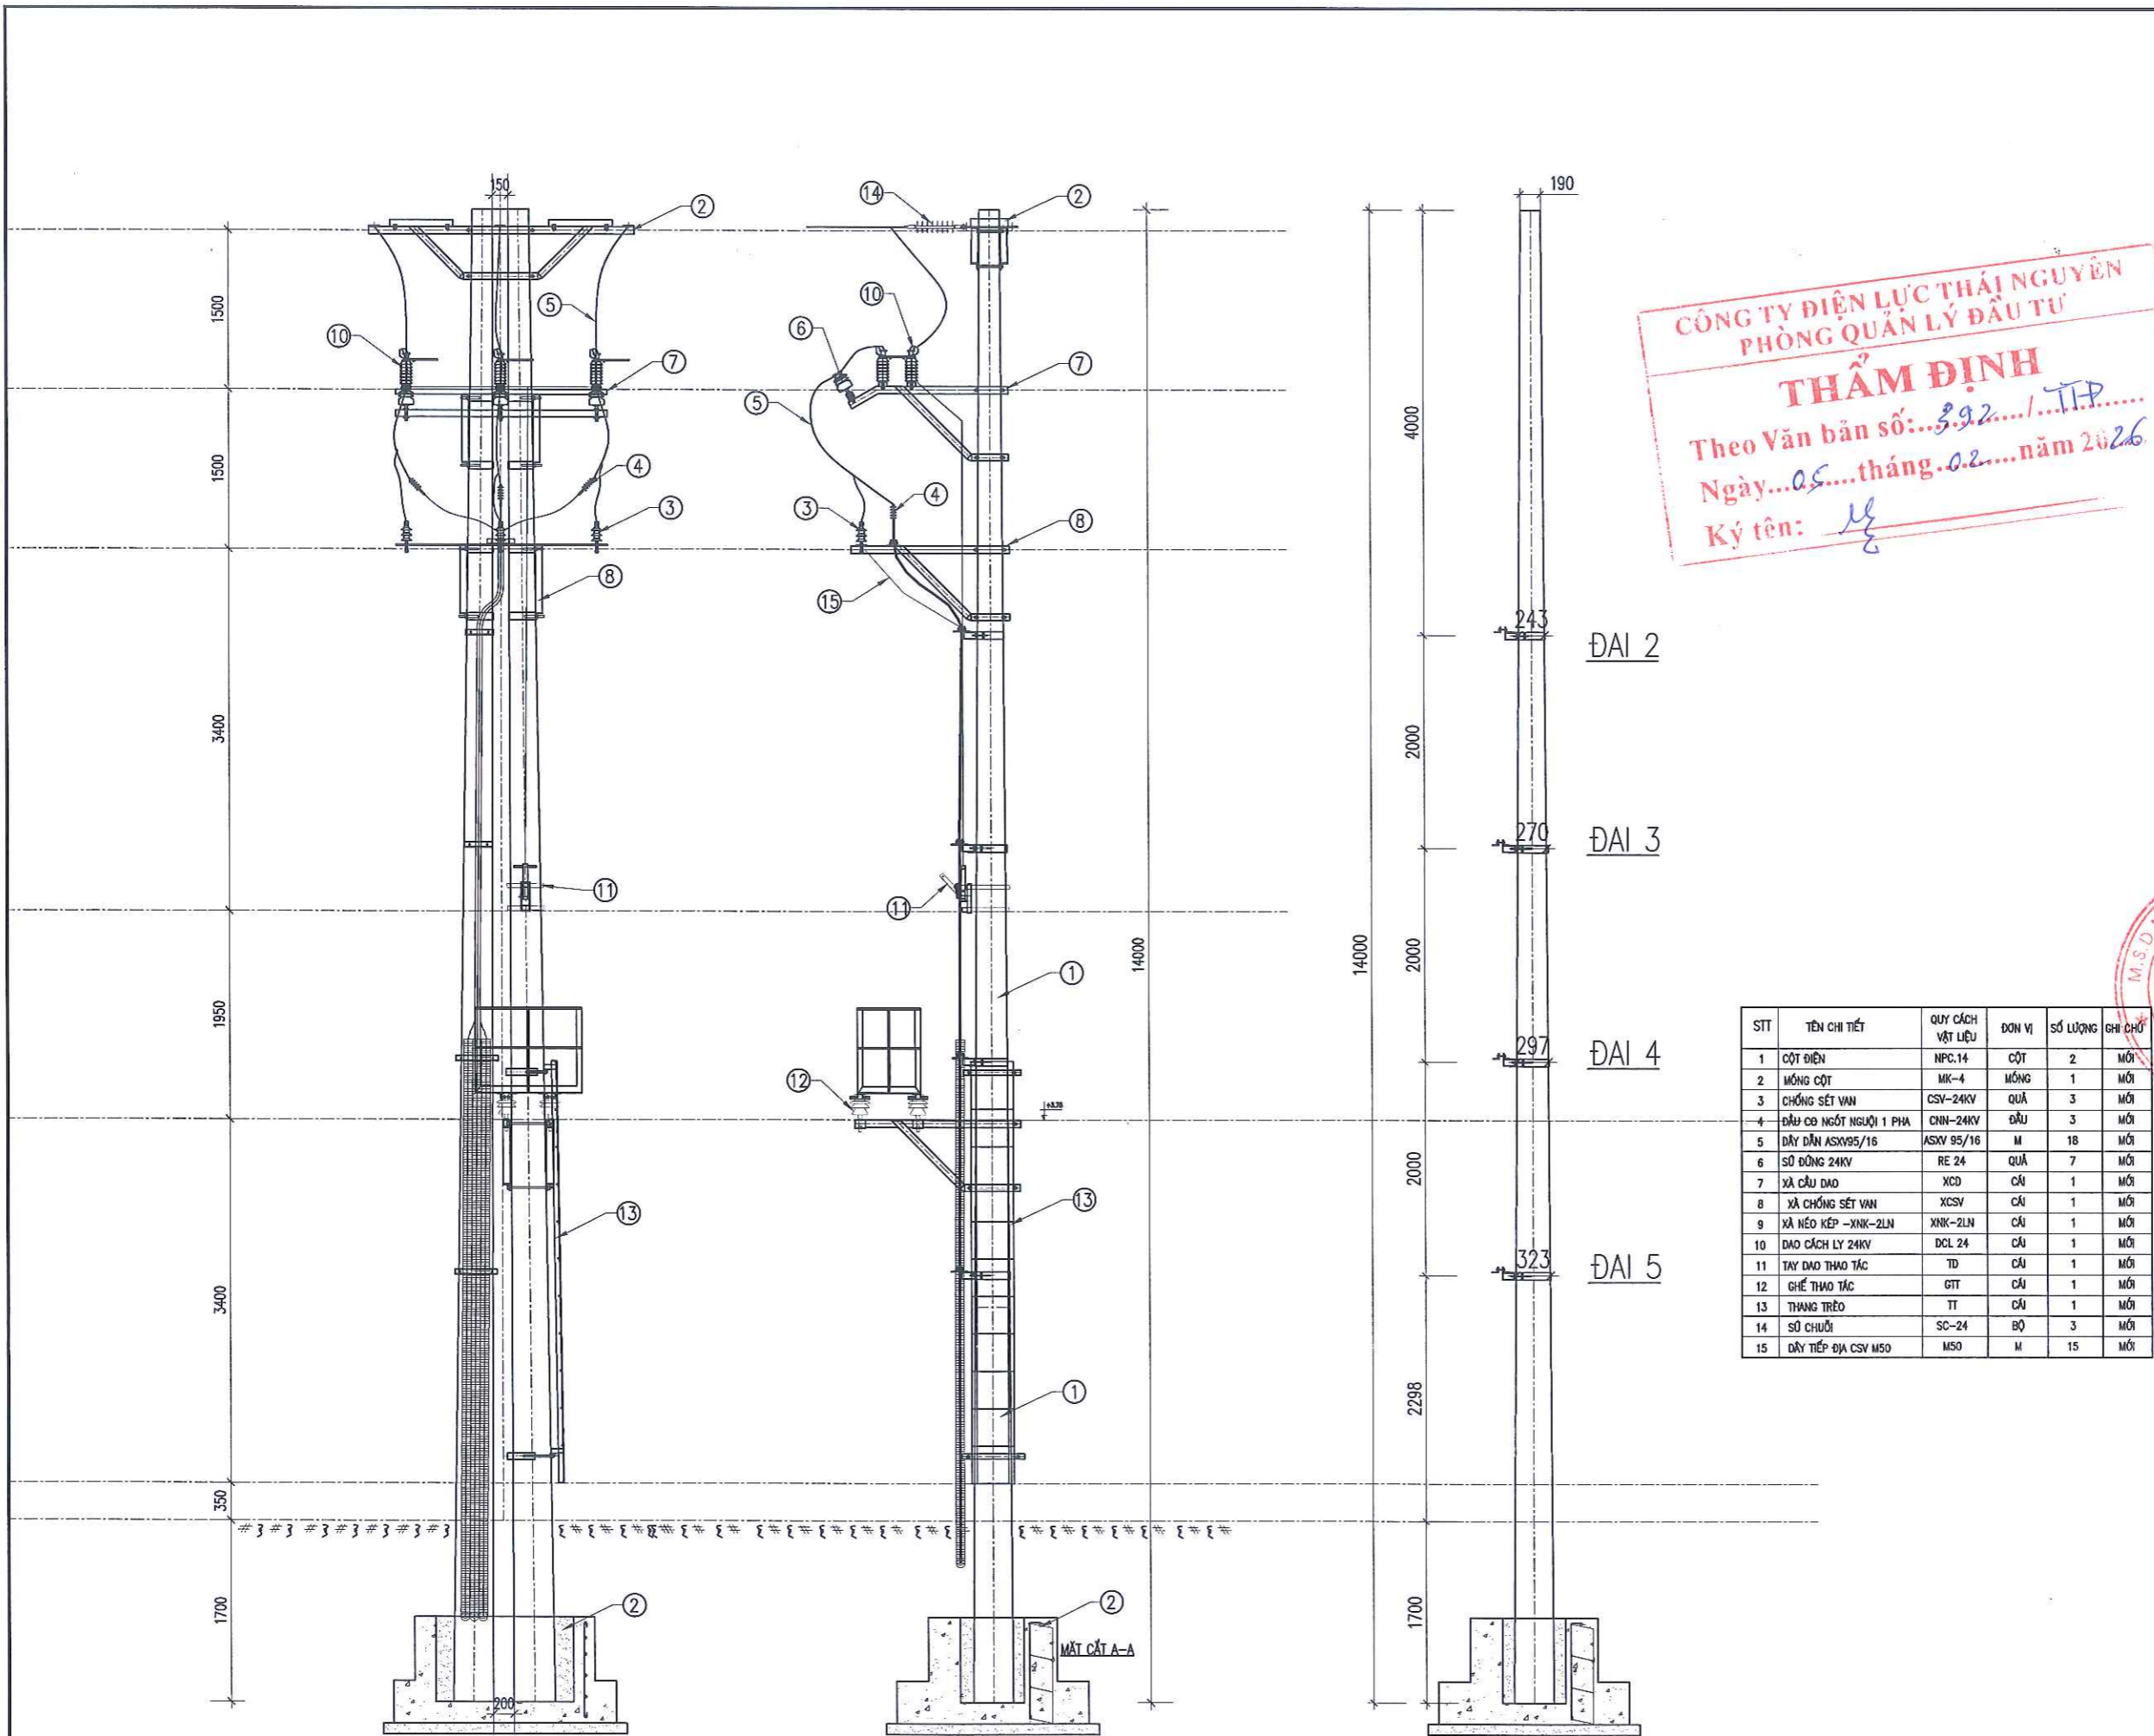 150
②
⑭
②
190
⑤
⑩
⑥
⑩
⑦
⑦
⑤
④
③
④
③
⑧
⑧
⑮
1500
1500
3400
1950
2000
3400
350
1700
⑪
⑪
①
⑫
+3.75
⑬
⑬
①
②
②
MẶT CẮT A-A
200
14000
14000
4000
2000
2000
2000
2298
1700
243
ĐAI 2
270
ĐAI 3
297
ĐAI 4
323
ĐAI 5
CÔNG TY ĐIỆN LỰC THÁI NGUYÊN
PHÒNG QUẢN LÝ ĐẦU TƯ
THẨM ĐỊNH
Theo Văn bản số:...392...../.TTP.........
Ngày...05.....tháng..02.....năm 2026
Ký tên:
M.S.D
STT TÊN CHI TIẾT QUY CÁCH VẬT LIỆU ĐƠN VỊ SỐ LƯỢNG GHI CHÚ
1 CỘT ĐIỆN NPC.14 CỘT 2 MỚI
2 MÓNG CỘT MK-4 MÓNG 1 MỚI
3 CHỐNG SÉT VAN CSV-24KV QUẢ 3 MỚI
4 ĐẦU CO NGÓT NGUỘI 1 PHA CNN-24KV ĐẦU 3 MỚI
5 DÂY DẪN ASXV95/16 ASXV 95/16 M 18 MỚI
6 SỨ ĐỨNG 24KV RE 24 QUẢ 7 MỚI
7 XÀ CẦU DAO XCD CÁI 1 MỚI
8 XÀ CHỐNG SÉT VAN XCSV CÁI 1 MỚI
9 XÀ NÉO KÉP -XNK-2LN XNK-2LN CÁI 1 MỚI
10 DAO CÁCH LY 24KV DCL 24 CÁI 1 MỚI
11 TAY DAO THAO TÁC TD CÁI 1 MỚI
12 GHẾ THAO TÁC GTT CÁI 1 MỚI
13 THANG TRÈO TT CÁI 1 MỚI
14 SỨ CHUỖI SC-24 BỘ 3 MỚI
15 DÂY TIẾP ĐỊA CSV M50 M50 M 15 MỚI